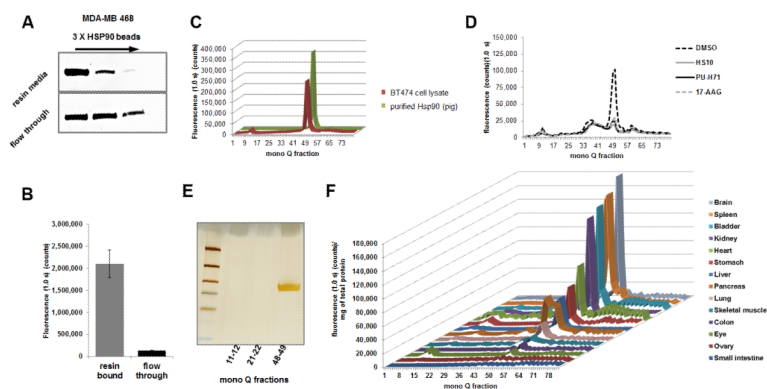 A
MDA-MB 468
3 X HSP90 beads
resin media
flow through
B
Fluorescence (1.0 s) (counts)
3,000,000
2,500,000
2,000,000
1,500,000
1,000,000
500,000
0
resin bound
flow through
C
Fluorescence (1.0 s) (counts)
400,000
350,000
300,000
250,000
200,000
150,000
100,000
50,000
0
1 9 17 25 33 41 49 57 65 73
mono Q fraction
BT474 cell lysate
purified Hsp90 (pig)
D
fluorescence (counts)(1.0 s)
150,000
125,000
100,000
75,000
50,000
25,000
0
1 9 17 25 33 41 49 57 65 73
mono Q fraction
DMSO
HS10
PU-H71
17-AAG
E
11-12
21-22
48-49
mono Q fractions
F
fluorescence (1.0 s) (counts)/
mg of total protein
180,000
160,000
140,000
120,000
100,000
80,000
60,000
40,000
20,000
0
1 8 15 22 29 36 43 50 57 64 71 78
mono Q fraction
Brain
Spleen
Bladder
Kidney
Heart
Stomach
Liver
Pancreas
Lung
Skeletal muscle
Colon
Eye
Ovary
Small intestine